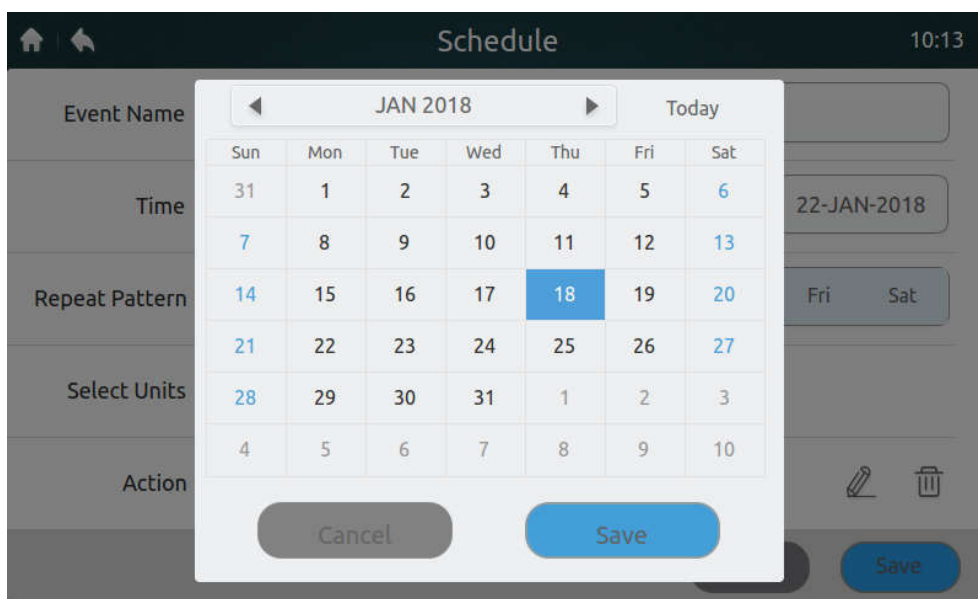 Schedule 10:13
Event Name
JAN 2018 Today
Sun Mon Tue Wed Thu Fri Sat
31 1 2 3 4 5 6
Time 22-JAN-2018
7 8 9 10 11 12 13
Repeat Pattern 14 15 16 17 18 19 20 Fri Sat
21 22 23 24 25 26 27
Select Units
28 29 30 31 1 2 3
4 5 6 7 8 9 10
Action
Cancel Save
Save